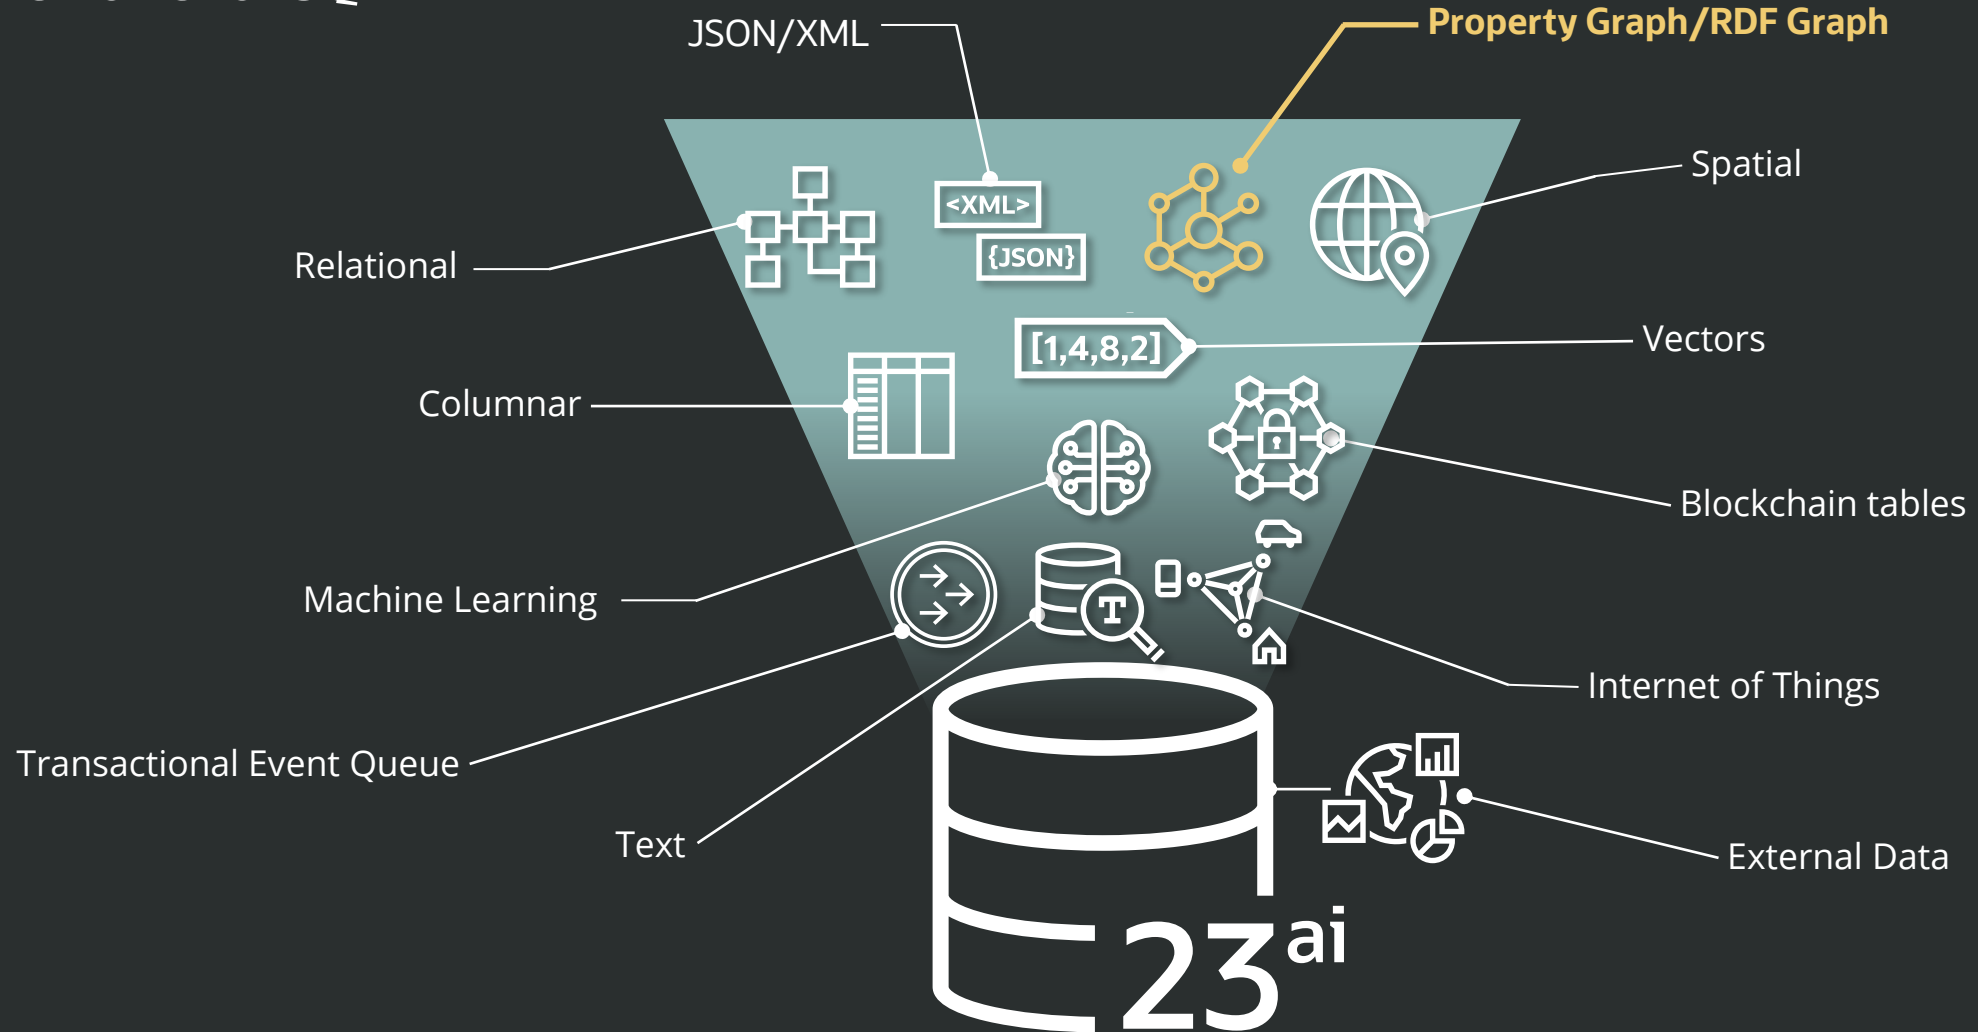 JSON/XML
Property Graph/RDF Graph
Spatial
<XML>
Relational
{JSON}
[1,4,8,2]
Vectors
Columnar
Blockchain tables
Machine Learning
T
Internet of Things
Transactional Event Queue
Text
External Data
23ai